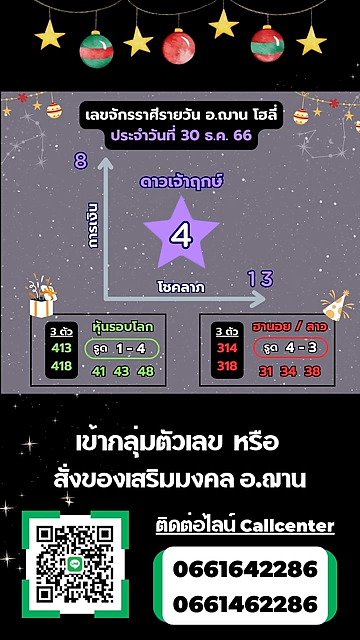 เลขจักรราศีรายวัน อ.ฌาน โฮลี่
ประจำวันที่ 30 ธ.ค. 66
8
ดาวเจ้าฤกษ์
การเงิน
4
โชคลาภ
13
3 ตัว
413
418
หุ้นรอบโลก
รูด 1 - 4
41 43 48
3 ตัว
314
318
ฮานอย / ลาว
รูด 4 - 3
31 34 38
เข้ากลุ่มตัวเลข หรือ
สั่งของเสริมมงคล อ.ฌาน
ติดต่อไลน์ Callcenter
0661642286
0661462286